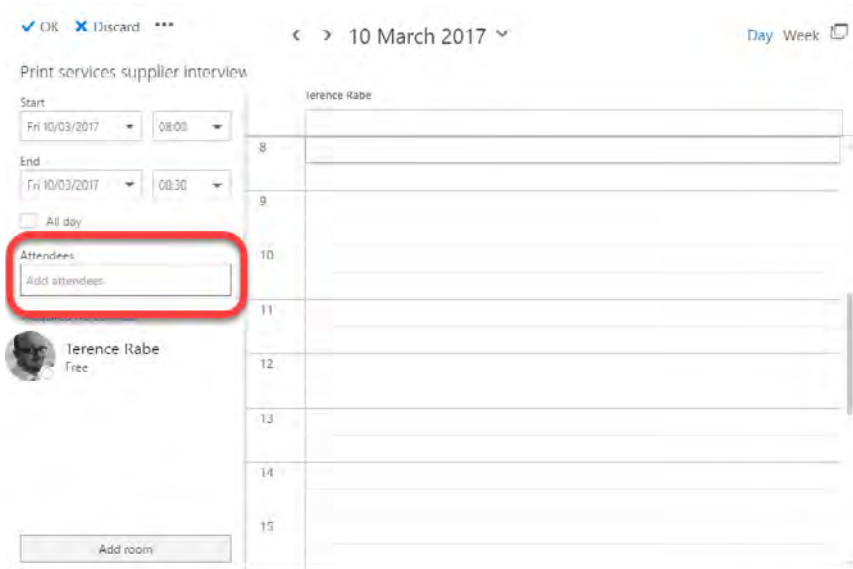 OK Discard •••
Print services supplier interview
Start
Fri 10/03/2017 08:00
End
Fri 10/03/2017 08:30
All day
Attendees
Add attendees
Terence Rabe
Free
Add room
10 March 2017
Day Week
Terence Rabe
8
9
10
11
12
13
14
15